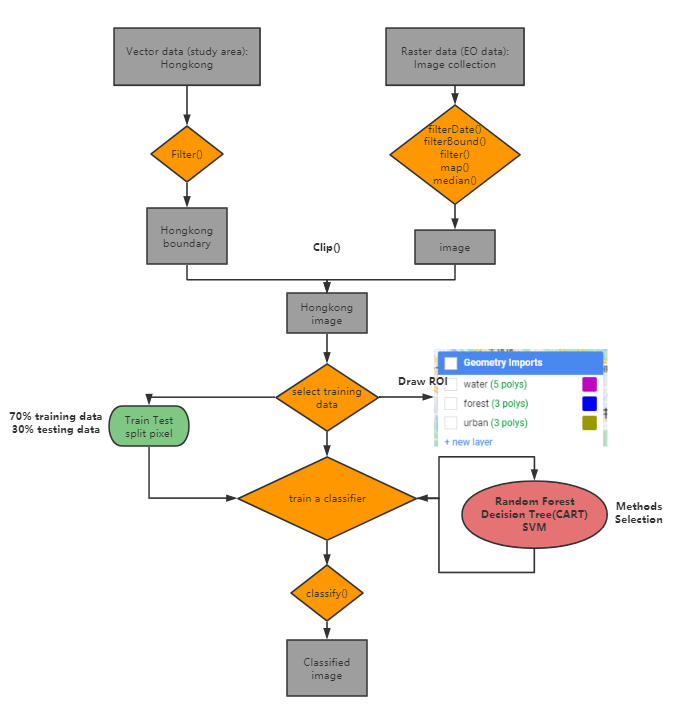 Vector data (study area):
Hongkong
Raster data (EO data):
Image collection
Filter()
filterDate()
filterBound()
filter()
map()
median()
Hongkong
boundary
Clip()
image
Hongkong
image
select training
data
Draw ROI
Geometry Imports
water (5 polys)
forest (3 polys)
urban (3 polys)
+ new layer
70% training data
30% testing data
Train Test
split pixel
train a classifier
Random Forest
Decision Tree(CART)
SVM
Methods
Selection
classify()
Classified
image